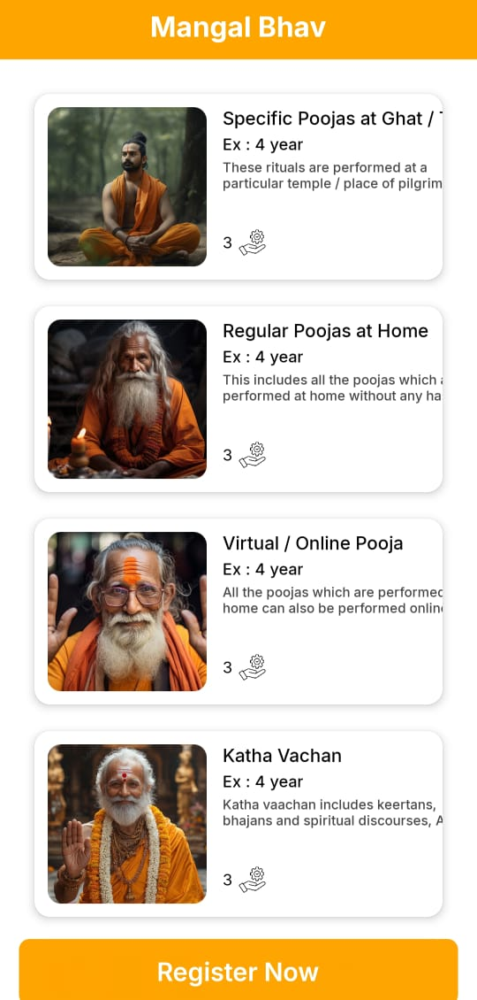 Mangal Bhav
Specific Poojas at Ghat /
Ex : 4 year
These rituals are performed at a
particular temple / place of pilgrim
3
Regular Poojas at Home
Ex : 4 year
This includes all the poojas which
performed at home without any ha
3
Virtual / Online Pooja
Ex : 4 year
All the poojas which are performed
home can also be performed online
3
Katha Vachan
Ex : 4 year
Katha vaachan includes keertans,
bhajans and spiritual discourses, A
3
Register Now